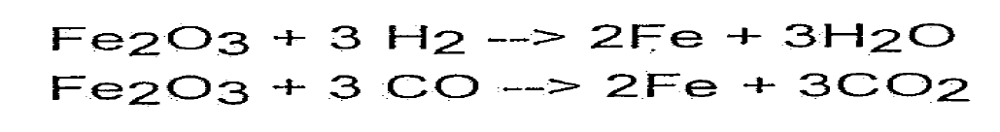 Fe2O3 + 3 H2 --> 2Fe + 3H2O
Fe2O3 + 3 CO --> 2Fe + 3CO2